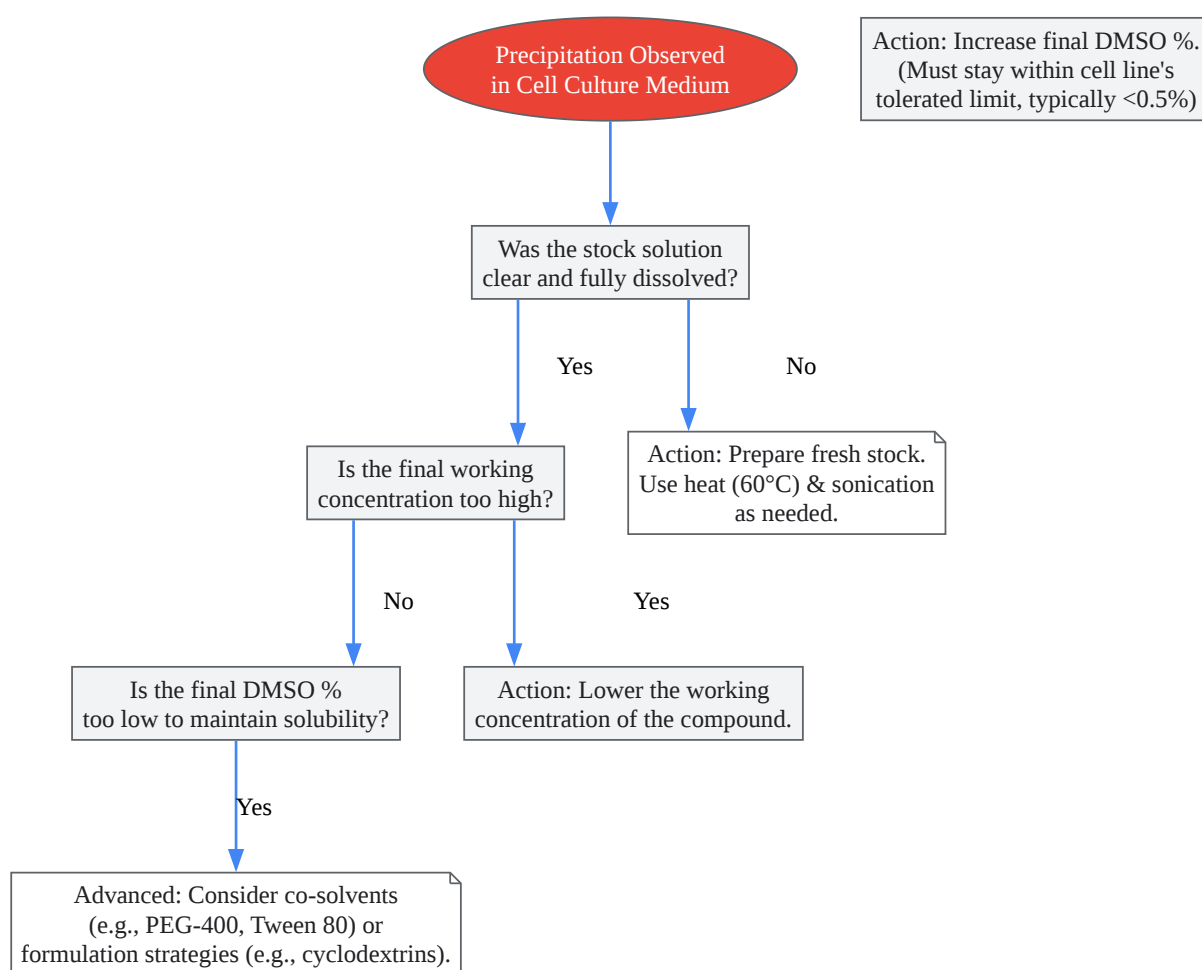 Precipitation Observed
in Cell Culture Medium
Action: Increase final DMSO %.
(Must stay within cell line's
tolerated limit, typically <0.5%)
Was the stock solution
clear and fully dissolved?
Yes
No
Is the final working
concentration too high?
Action: Prepare fresh stock.
Use heat (60°C) & sonication
as needed.
No
Yes
Is the final DMSO %
too low to maintain solubility?
Action: Lower the working
concentration of the compound.
Yes
Advanced: Consider co-solvents
(e.g., PEG-400, Tween 80) or
formulation strategies (e.g., cyclodextrins).